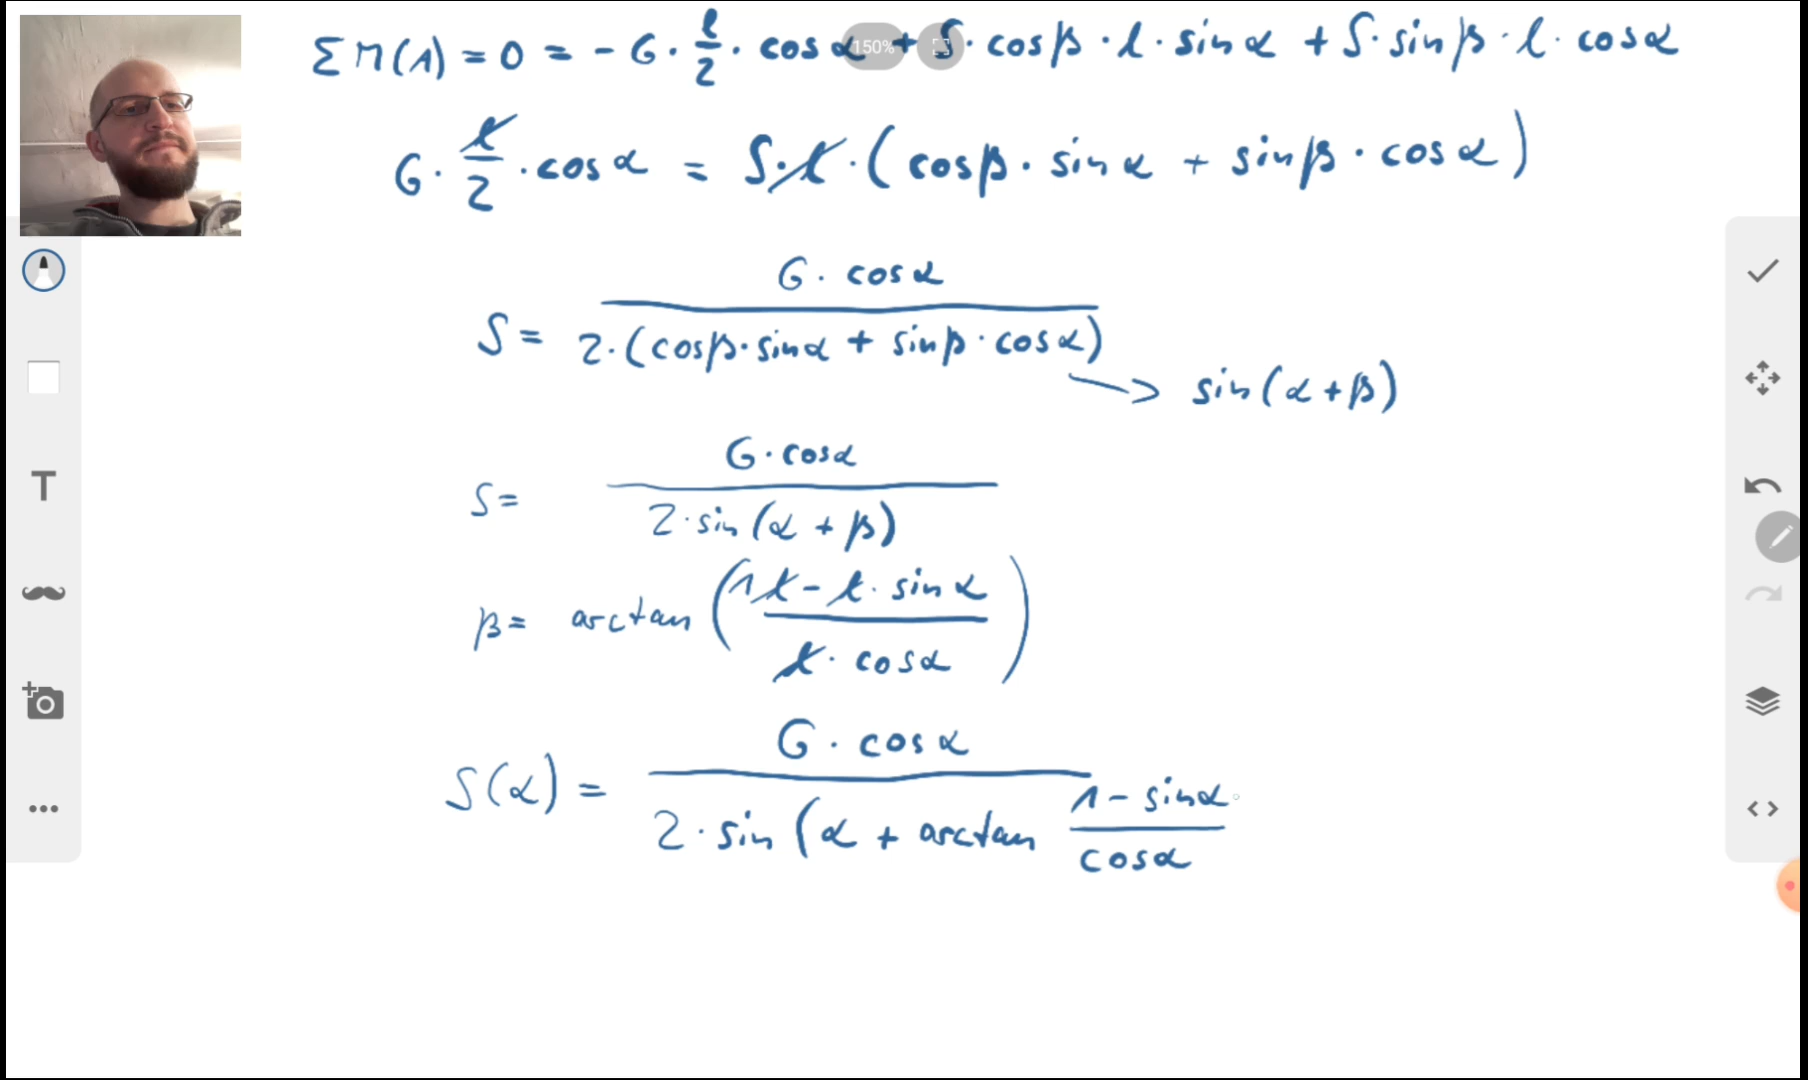 ΣM(A) = 0 = - G · l/2 · cos α + S · cos β · l · sin α + S · sin β · l · cos α
150%
G · l/2 · cos α = S · l · (cos β · sin α + sin β · cos α)
S = G · cos α / 2 · (cos β · sin α + sin β · cos α)
→ sin(α + β)
S = G · cos α / 2 · sin(α + β)
β = arctan (1l - l · sin α / l · cos α)
S(α) = G · cos α / 2 · sin (α + arctan 1 - sin α / cos α
T